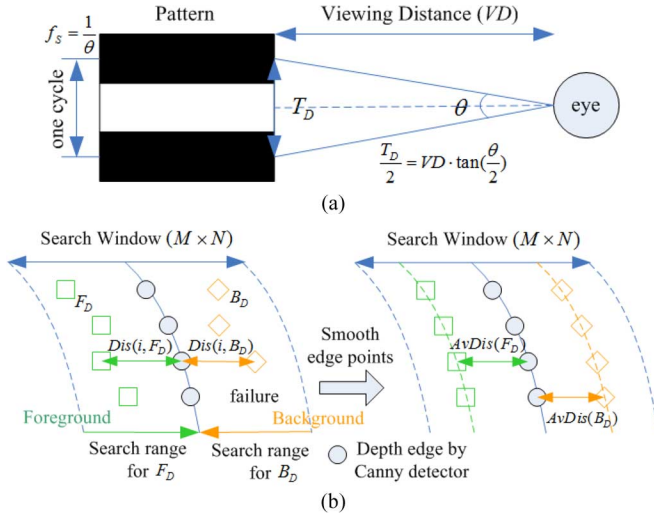 Pattern
Viewing Distance (VD)
f_S = 1/θ
one cycle
T_D
θ
eye
T_D/2 = VD · tan(θ/2)
(a)
Search Window (M × N)
F_D
B_D
Dis(i, F_D)
Dis(i, B_D)
failure
Foreground
Background
Search range
for F_D
Search range
for B_D
Smooth
edge points
Search Window (M × N)
AvDis(F_D)
AvDis(B_D)
Depth edge by
Canny detector
(b)